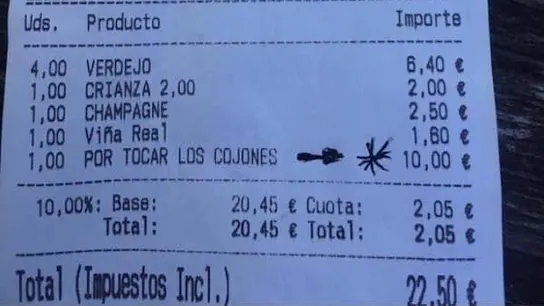 Uds. Producto Importe
4,00 VERDEJO 6,40 €
1,00 CRIANZA 2,00 2,00 €
1,00 CHAMPAGNE 2,50 €
1,00 Viña Real 1,60 €
1,00 POR TOCAR LOS COJONES 10,00 €
10,00%: Base: 20,45 € Cuota: 2,05 €
Total: 20,45 € Total: 2,05 €
Total (Impuestos Incl.) 22,50 €